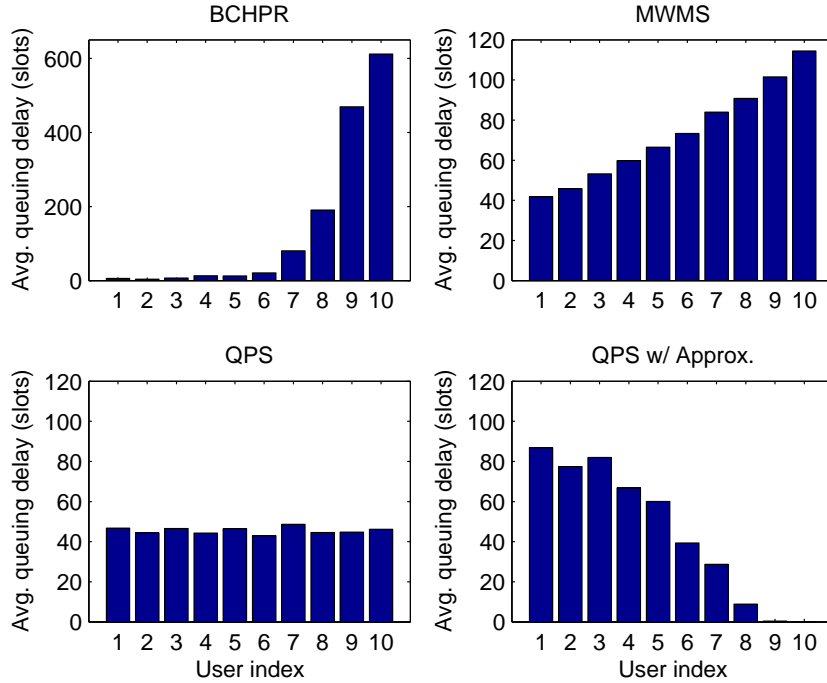 BCHPR
Avg. queuing delay (slots)
600
400
200
0
1 2 3 4 5 6 7 8 9 10
MWMS
Avg. queuing delay (slots)
120
100
80
60
40
20
0
1 2 3 4 5 6 7 8 9 10
QPS
Avg. queuing delay (slots)
120
100
80
60
40
20
0
1 2 3 4 5 6 7 8 9 10
User index
QPS w/ Approx.
Avg. queuing delay (slots)
120
100
80
60
40
20
0
1 2 3 4 5 6 7 8 9 10
User index